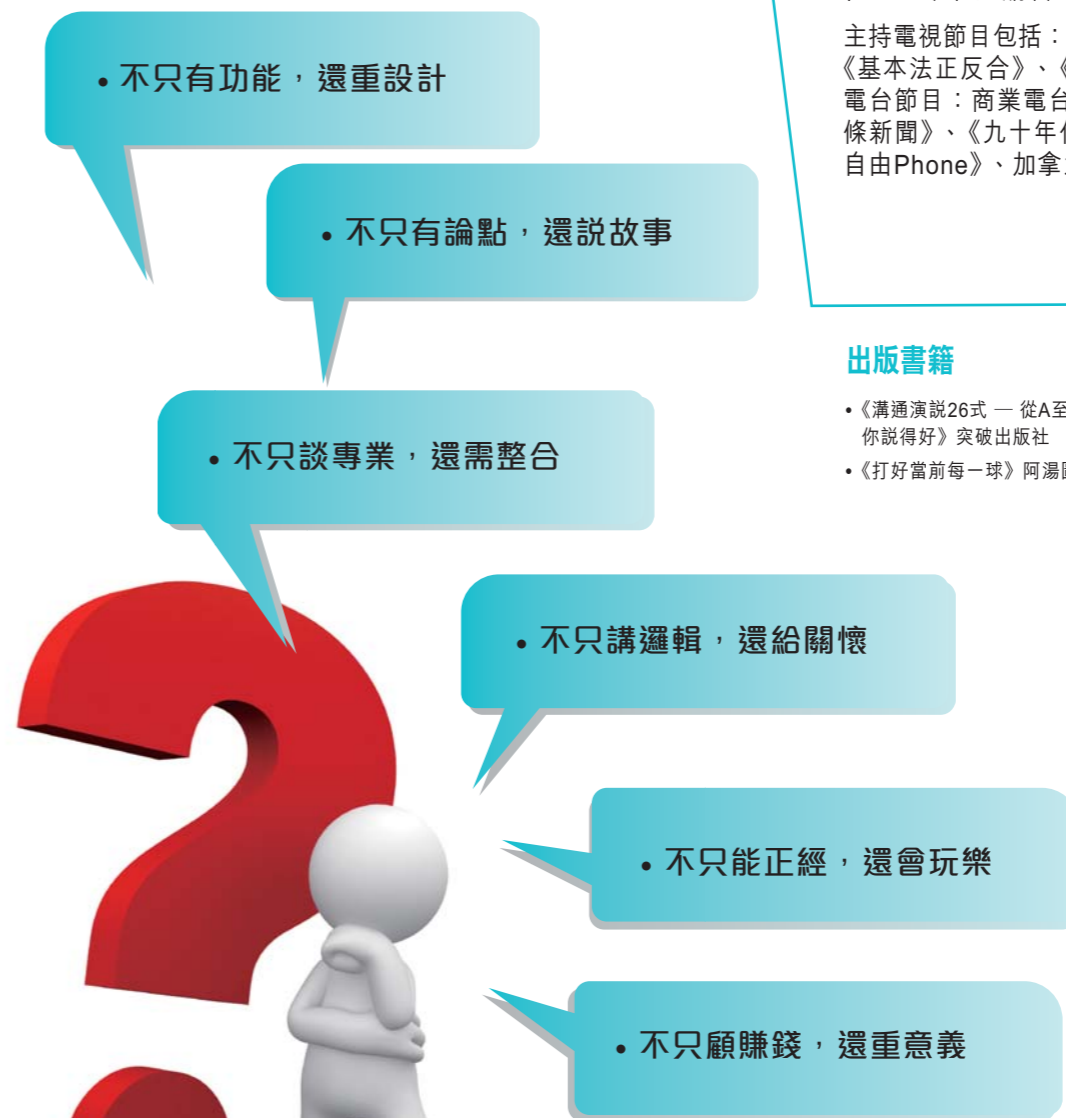 • 不只有功能，還重設計
• 不只有論點，還說故事
• 不只談專業，還需整合
• 不只講邏輯，還給關懷
• 不只能正經，還會玩樂
• 不只顧賺錢，還重意義
主持電視節目包括：
《基本法正反合》、《
電台節目：商業電台
條新聞》、《九十年
自由Phone》、加拿
出版書籍
•《溝通演説26式 — 從A至
你説得好》突破出版社
•《打好當前每一球》阿湯